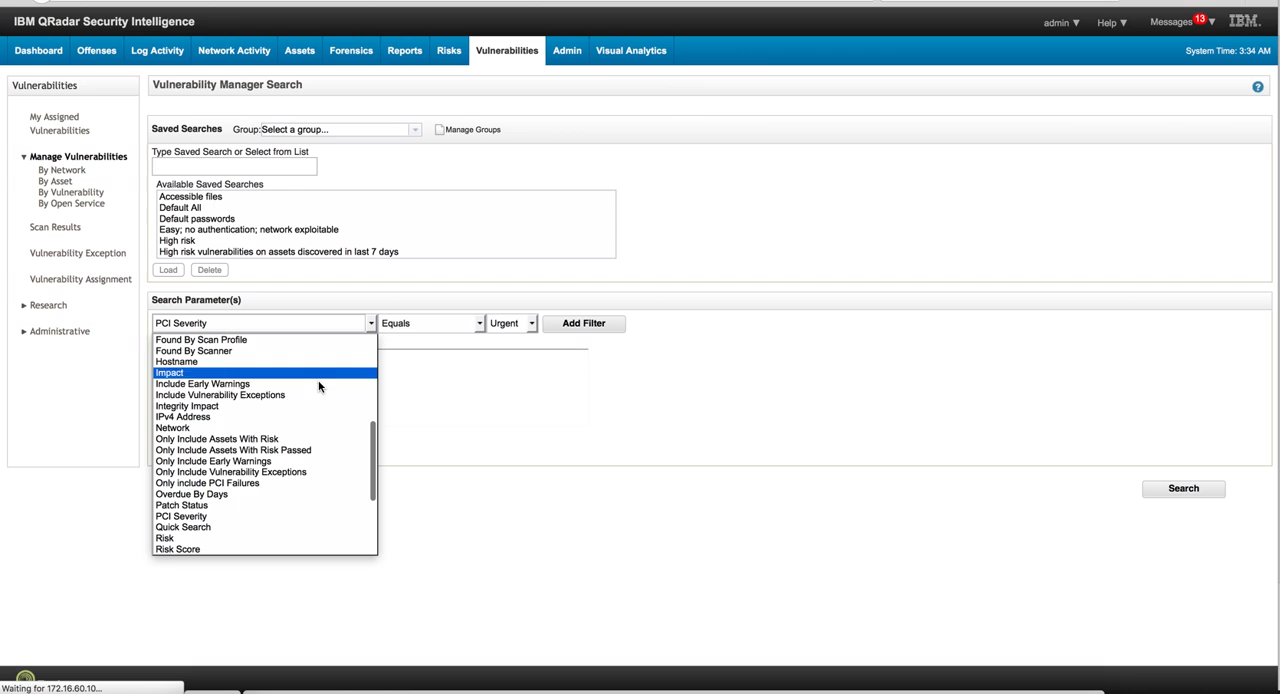 IBM QRadar Security Intelligence
admin ▼ Help ▼ Messages 13 ▼ IBM.
Dashboard Offenses Log Activity Network Activity Assets Forensics Reports Risks Vulnerabilities Admin Visual Analytics System Time: 3:34 AM
Vulnerabilities
My Assigned
Vulnerabilities
Manage Vulnerabilities
By Network
By Asset
By Vulnerability
By Open Service
Scan Results
Vulnerability Exception
Vulnerability Assignment
Research
Administrative
Vulnerability Manager Search ?
Saved Searches Group: Select a group... Manage Groups
Type Saved Search or Select from List
Available Saved Searches
Accessible files
Default All
Default passwords
Easy; no authentication; network exploitable
High risk
High risk vulnerabilities on assets discovered in last 7 days
Load Delete
Search Parameter(s)
PCI Severity Equals Urgent Add Filter
Found By Scan Profile
Found By Scanner
Hostname
Impact
Include Early Warnings
Include Vulnerability Exceptions
Integrity Impact
IPv4 Address
Network
Only Include Assets With Risk
Only Include Assets With Risk Passed
Only Include Early Warnings
Only Include Vulnerability Exceptions
Only include PCI Failures
Overdue By Days
Patch Status
PCI Severity
Quick Search
Risk
Risk Score
Search
Waiting for 172.16.60.10...